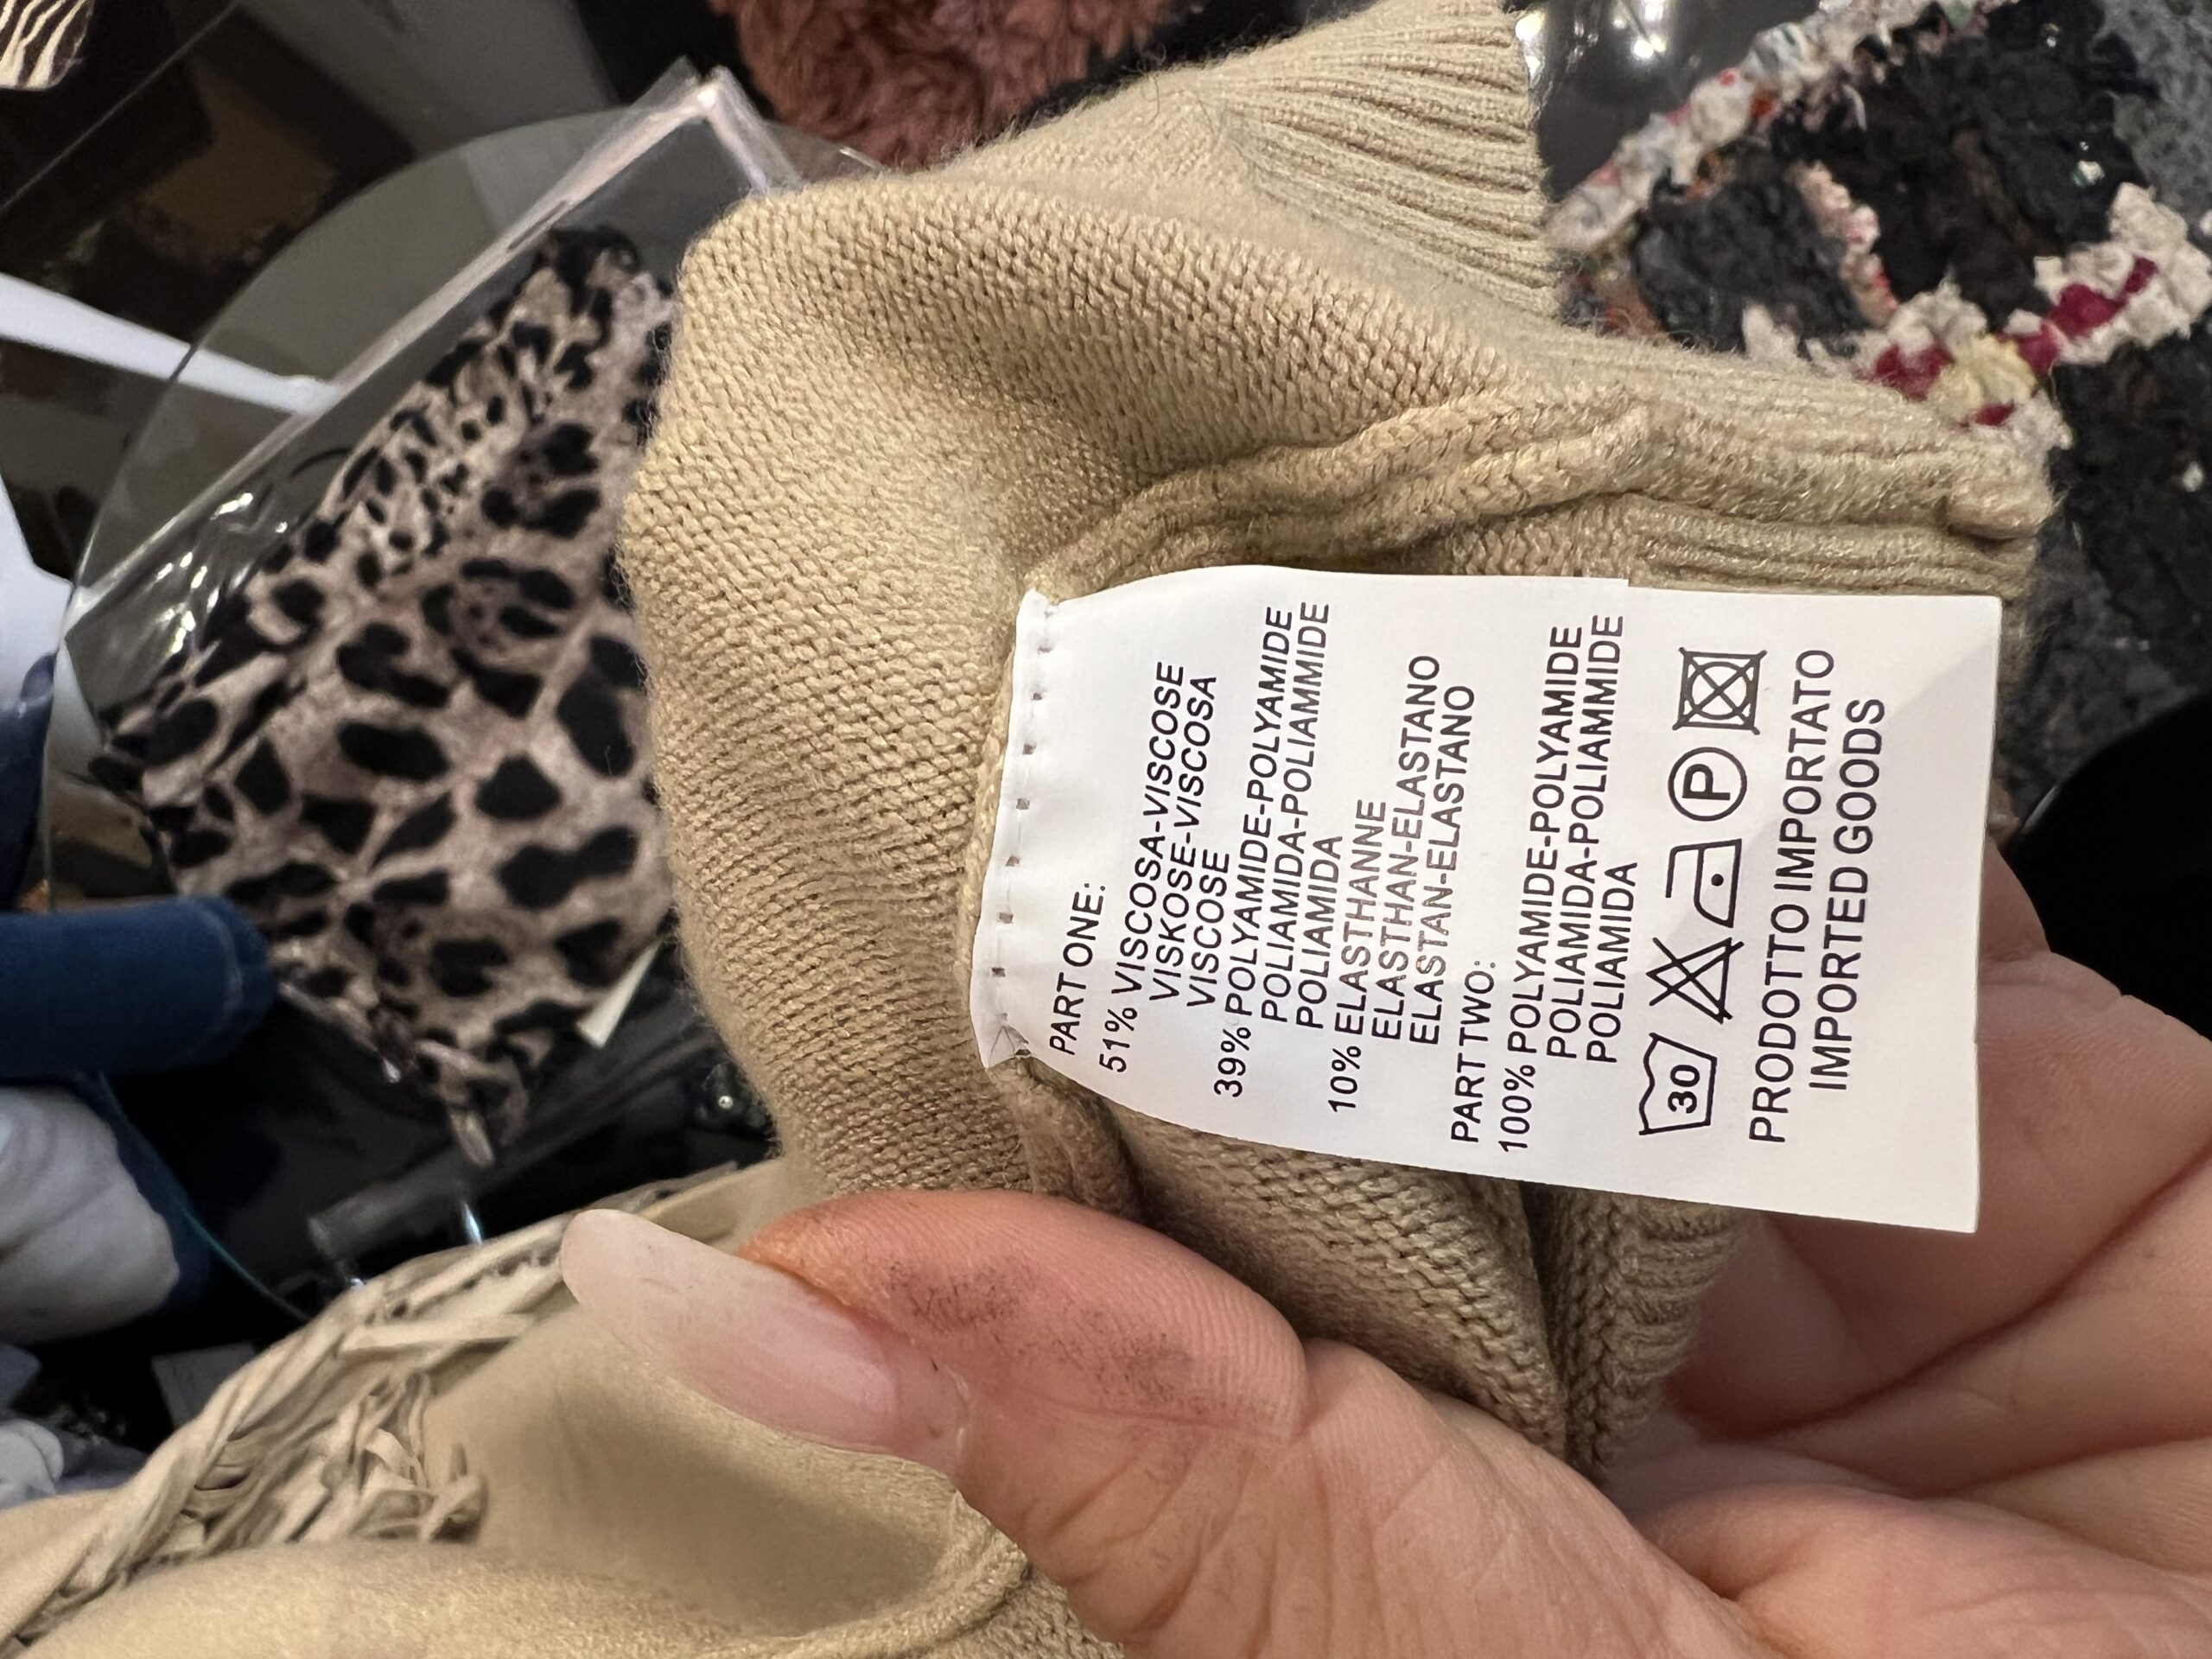 PART ONE:
51% VISCOSA-VISCOSE
VISKOSE-VISCOSA
VISCOSE
39% POLYAMIDE-POLYAMIDE
POLIAMIDA-POLIAMMIDE
POLIAMIDA
10% ELASTHANNE
ELASTHAN-ELASTANO
ELASTAN-ELASTANO
PART TWO:
100% POLYAMIDE-POLYAMIDE
POLIAMIDA-POLIAMMIDE
POLIAMIDA
30 P
PRODOTTO IMPORTATO
IMPORTED GOODS